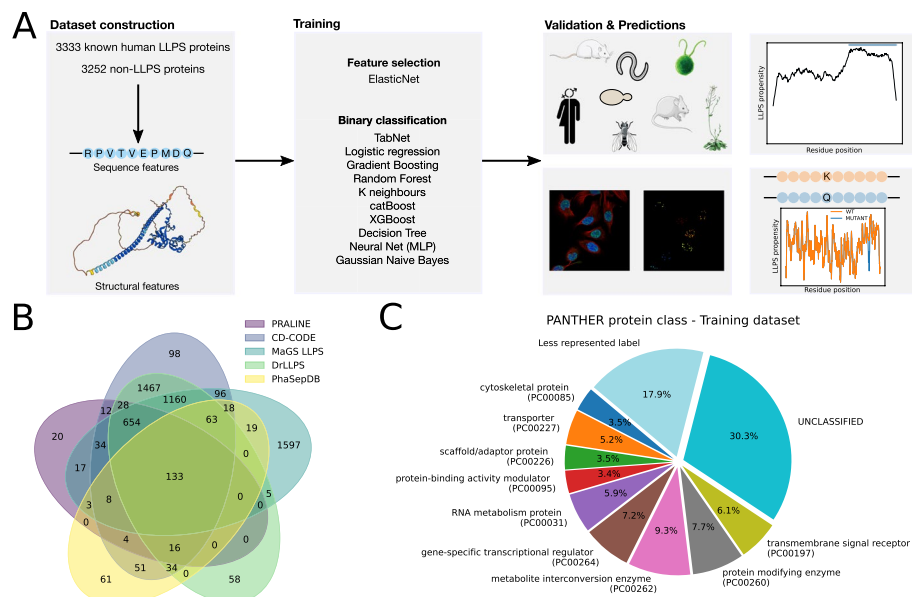 A
Dataset construction
3333 known human LLPS proteins
3252 non-LLPS proteins
R P V T V E P M D Q
Sequence features
Structural features
Training
Feature selection
ElasticNet
Binary classification
TabNet
Logistic regression
Gradient Boosting
Random Forest
K neighbours
catBoost
XGBoost
Decision Tree
Neural Net (MLP)
Gaussian Naive Bayes
Validation & Predictions
LLPS propensity
Residue position
K
Q
WT
MUTANT
LLPS propensity
Residue position
B
PRALINE
CD-CODE
MaGS LLPS
DrLLPS
PhaSepDB
98
1467
96
12
28
1160
18
654
63
19
20
34
0
1597
17
133
8
0
5
3
0
0
4
16
0
0
51
34
0
61
58
C
PANTHER protein class - Training dataset
Less represented label
17.9%
cytoskeletal protein
(PC00085)
3.5%
transporter
(PC00227)
5.2%
scaffold/adaptor protein
(PC00226)
3.5%
protein-binding activity modulator
(PC00095)
3.4%
RNA metabolism protein
(PC00031)
5.9%
gene-specific transcriptional regulator
(PC00264)
7.2%
metabolite interconversion enzyme
(PC00262)
9.3%
protein modifying enzyme
(PC00260)
7.7%
transmembrane signal receptor
(PC00197)
6.1%
UNCLASSIFIED
30.3%